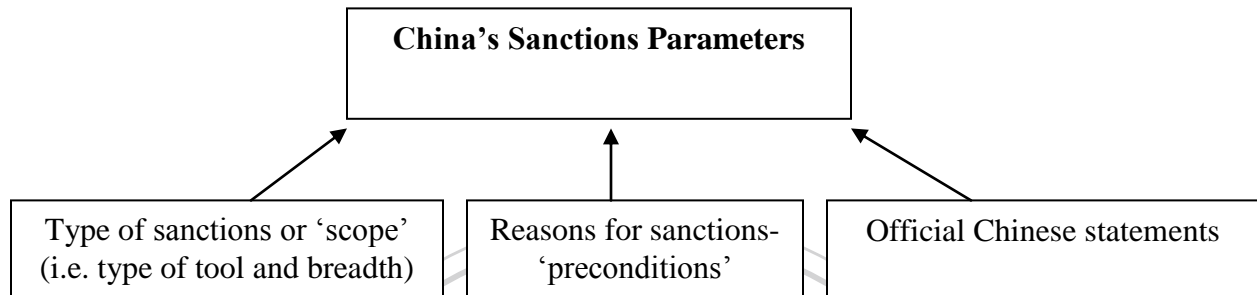 China’s Sanctions Parameters
Type of sanctions or ‘scope’
(i.e. type of tool and breadth)
Reasons for sanctions-
‘preconditions’
Official Chinese statements